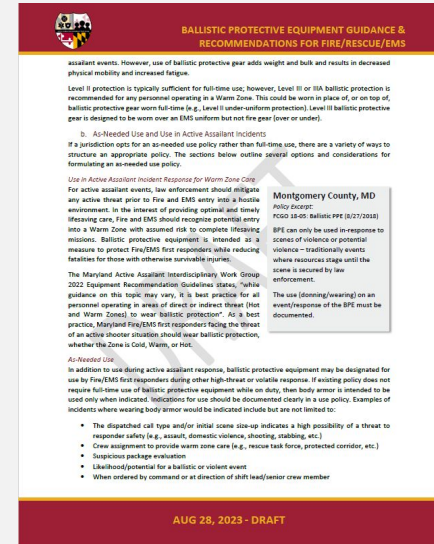 BALLISTIC PROTECTIVE EQUIPMENT GUIDANCE &
RECOMMENDATIONS FOR FIRE/RESCUE/EMS
assailant events. However, use of ballistic protective gear adds weight and bulk and results in decreased
physical mobility and increased fatigue.
Level II protection is typically sufficient for full-time use; however, Level III or IIIA ballistic protection is
recommended for any personnel operating in a Warm Zone. This could be worn in place of, or on top of,
ballistic protective gear worn full-time (e.g., Level II under-uniform protection). Level III ballistic protective
gear is designed to be worn over an EMS uniform but not fire gear (over or under).
b. As-Needed Use and Use in Active Assailant Incidents
If a jurisdiction opts for an as-needed use policy rather than full-time use, there are a variety of ways to
structure an appropriate policy. The sections below outline several options and considerations for
formulating an as-needed use policy.
Use in Active Assailant Incident Response for Warm Zone Care
For active assailant events, law enforcement should mitigate
any active threat prior to Fire and EMS entry into a hostile
environment. In the interest of providing optimal and timely
lifesaving care, Fire and EMS should recognize potential entry
into a Warm Zone with assumed risk to complete lifesaving
missions. Ballistic protective equipment is intended as a
measure to protect Fire/EMS first responders while reducing
fatalities for those with otherwise survivable injuries.
The Maryland Active Assailant Interdisciplinary Work Group
2022 Equipment Recommendation Guidelines states, "while
guidance on this topic may vary, it is best practice for all
personnel operating in areas of direct or indirect threat (Hot
and Warm Zones) to wear ballistic protection". As a best
practice, Maryland Fire/EMS first responders facing the threat
of an active shooter situation should wear ballistic protection,
whether the Zone is Cold, Warm, or Hot.
Montgomery County, MD
Policy Excerpt:
FCGO 18-05: Ballistic PPE (8/27/2018)
BPE can only be used in-response to
scenes of violence or potential
violence – traditionally events
where resources stage until the
scene is secured by law
enforcement.
The use (donning/wearing) on an
event/response of the BPE must be
documented.
As-Needed Use
In addition to use during active assailant response, ballistic protective equipment may be designated for
use by Fire/EMS first responders during other high-threat or volatile response. If existing policy does not
require full-time use of ballistic protective equipment while on duty, then body armor is intended to be
used only when indicated. Indications for use should be documented clearly in a use policy. Examples of
incidents where wearing body armor would be indicated include but are not limited to:
• The dispatched call type and/or initial scene size-up indicates a high possibility of a threat to
responder safety (e.g., assault, domestic violence, shooting, stabbing, etc.)
• Crew assignment to provide warm zone care (e.g., rescue task force, protected corridor, etc.)
• Suspicious package evaluation
• Likelihood/potential for a ballistic or violent event
• When ordered by command or at direction of shift lead/senior crew member
DRAFT
AUG 28, 2023 - DRAFT